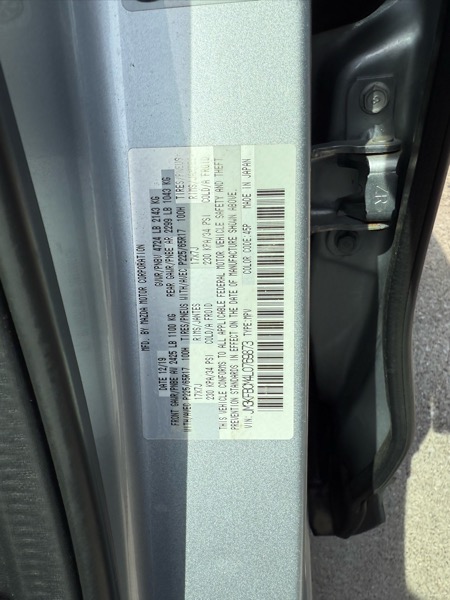 MFD. BY MAZDA MOTOR CORPORATION
DATE 12/19 GVWR/PNBV 4724 LB 2143 KG
FRONT GAWR/PNBE AV 2425 LB 1100 KG REAR GAWR/PNBE AR 2299 LB 1043 KG
WITH/AVEC P225/65R17 100H TIRES/PNEUS WITH/AVEC P225/65R17 100H TIRES/PNEUS
17X7J RIMS/JANTES 17X7J RIMS/JANTES
230 KPA/34 PSI COLD/A FROID 230 KPA/34 PSI COLD/A FROID
THIS VEHICLE CONFORMS TO ALL APPLICABLE FEDERAL MOTOR VEHICLE SAFETY AND THEFT
PREVENTION STANDARDS IN EFFECT ON THE DATE OF MANUFACTURE SHOWN ABOVE.
VIN: TYPE:MPV COLOR CODE:45P MADE IN JAPAN
4R